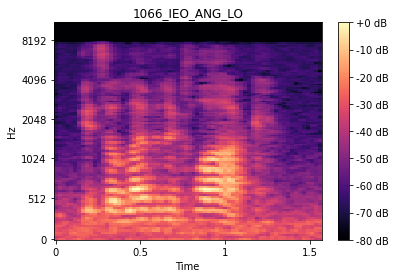 1066_IEO_ANG_LO
8192
4096
2048
1024
512
0
Hz
0
0.5
1
1.5
Time
+0 dB
-10 dB
-20 dB
-30 dB
-40 dB
-50 dB
-60 dB
-70 dB
-80 dB